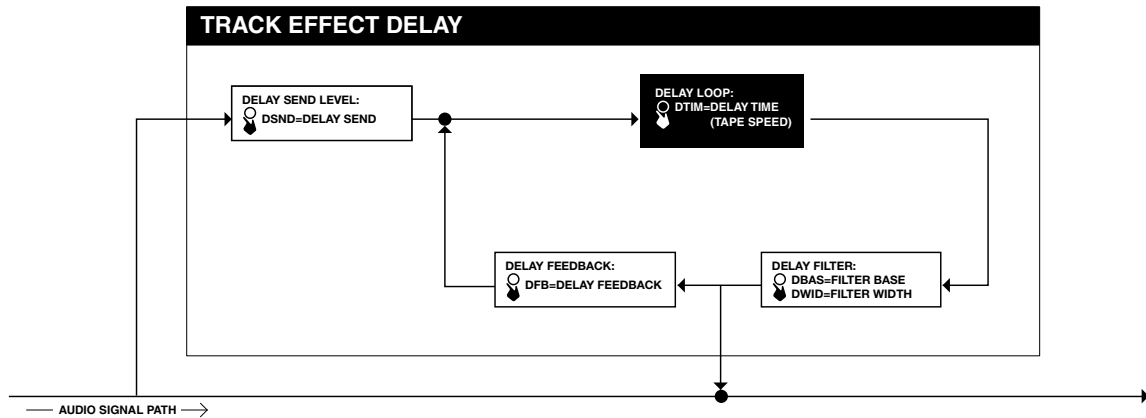 TRACK EFFECT DELAY
DELAY SEND LEVEL:
DSND=DELAY SEND
DELAY LOOP:
DTIM=DELAY TIME
(TAPE SPEED)
DELAY FEEDBACK:
DFB=DELAY FEEDBACK
DELAY FILTER:
DBAS=FILTER BASE
DWID=FILTER WIDTH
AUDIO SIGNAL PATH